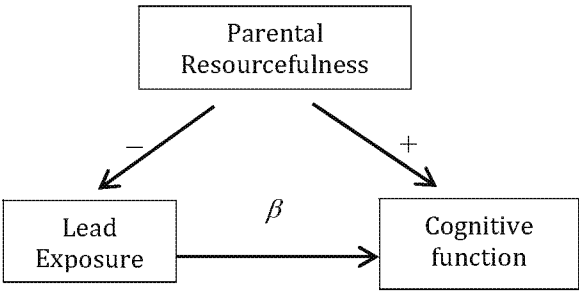 Parental
Resourcefulness
−
+
β
Lead
Exposure
Cognitive
function